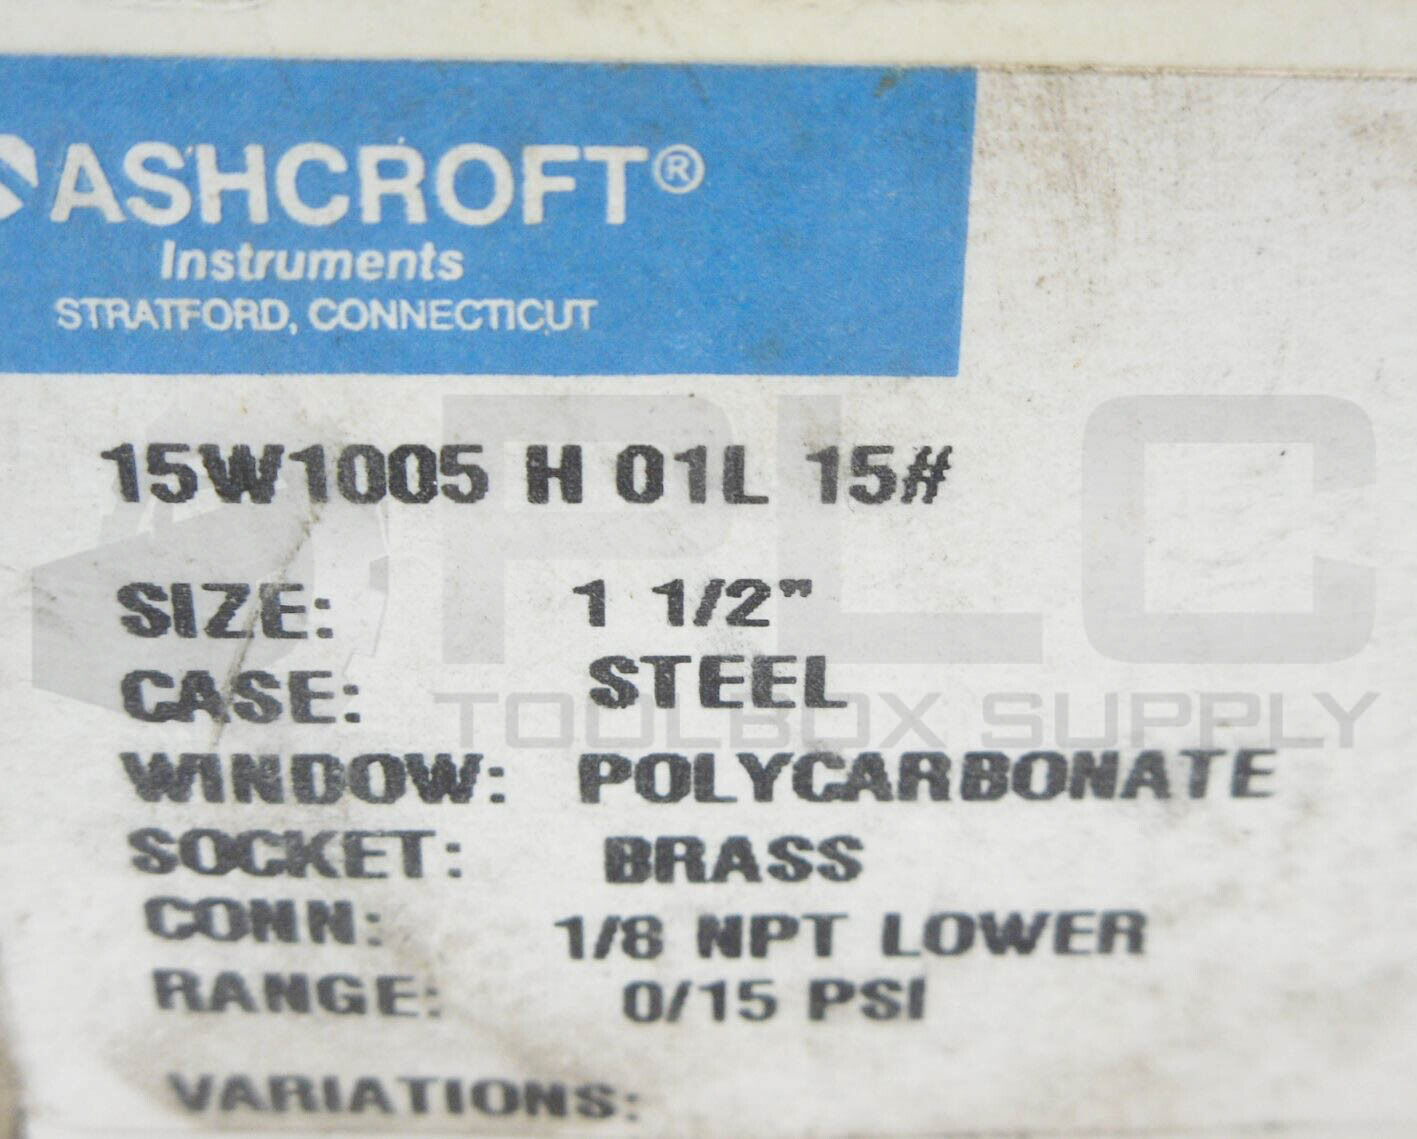 ASHCROFT®
Instruments
STRATFORD, CONNECTICUT
15W1005 H 01L 15#
SIZE: 1 1/2"
CASE: STEEL
PLC
TOOLBOX SUPPLY
WINDOW: POLYCARBONATE
SOCKET: BRASS
CONN: 1/8 NPT LOWER
RANGE: 0/15 PSI
VARIATIONS: